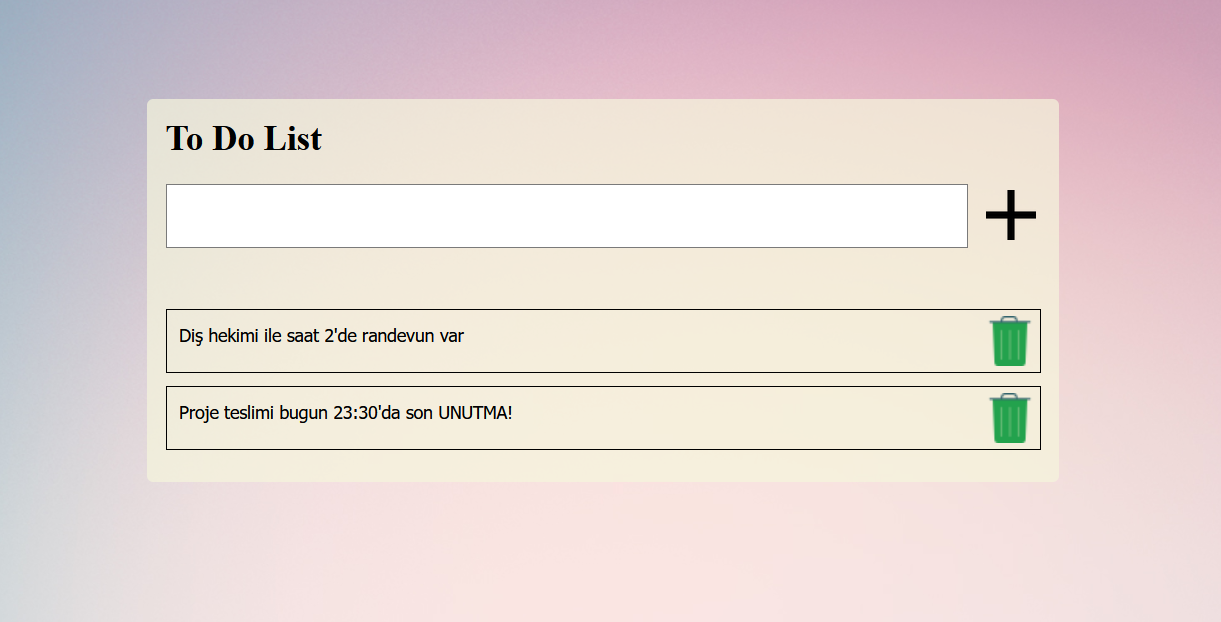 To Do List
Diş hekimi ile saat 2'de randevun var
Proje teslimi bugun 23:30'da son UNUTMA!